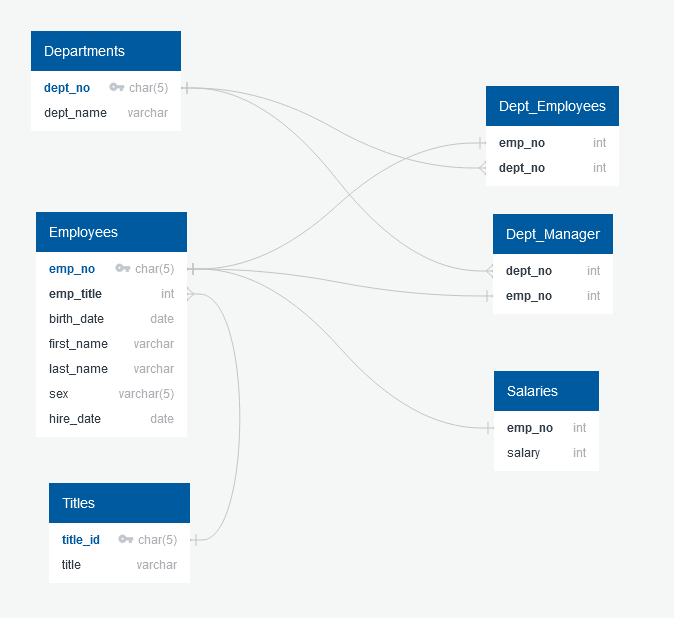 Departments
dept_no char(5)
dept_name varchar
Dept_Employees
emp_no int
dept_no int
Employees
emp_no char(5)
emp_title int
birth_date date
first_name varchar
last_name varchar
sex varchar(5)
hire_date date
Dept_Manager
dept_no int
emp_no int
Salaries
emp_no int
salary int
Titles
title_id char(5)
title varchar